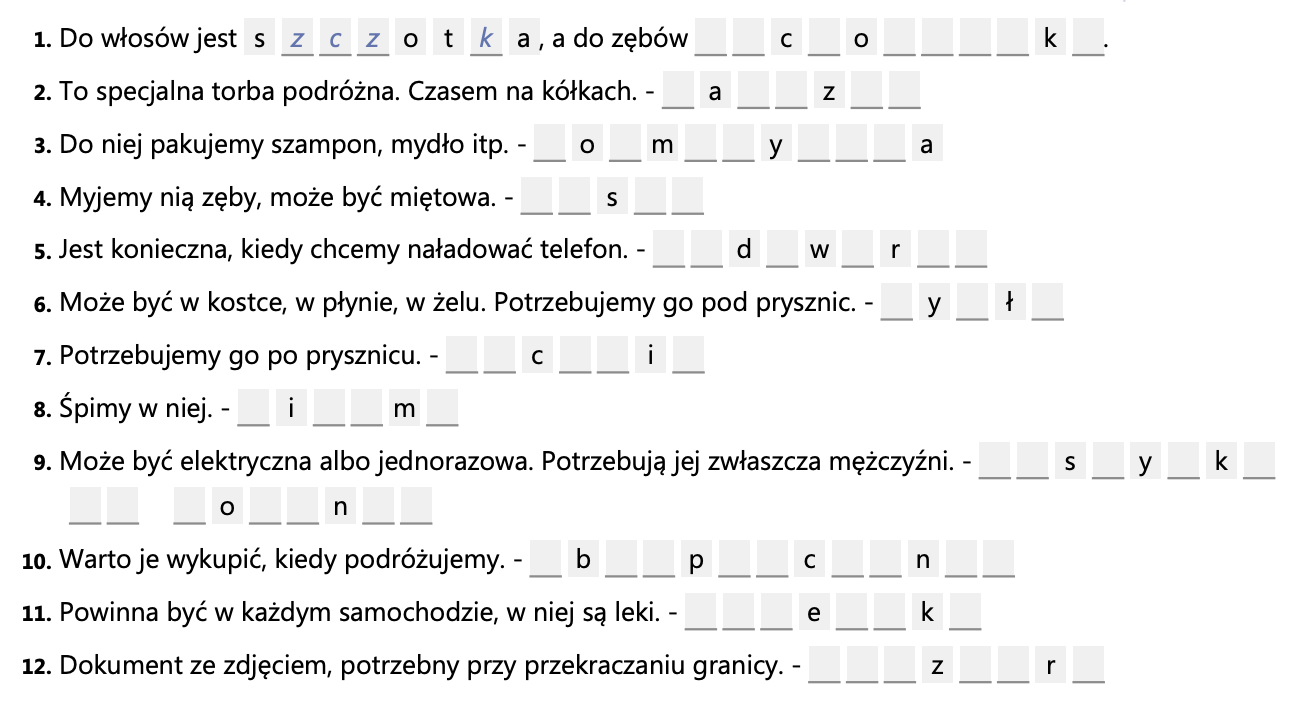 1. Do włosów jest s z c z o t k a, a do zębów _ _ c _ o _ _ _ _ k _.
2. To specjalna torba podróżna. Czasem na kółkach. - _ a _ _ z _ _
3. Do niej pakujemy szampon, mydło itp. - _ o _ m _ _ y _ _ _ a
4. Myjemy nią zęby, może być miętowa. - _ _ s _ _
5. Jest konieczna, kiedy chcemy naładować telefon. - _ _ d _ w _ r _ _
6. Może być w kostce, w płynie, w żelu. Potrzebujemy go pod prysznic. - _ y _ ł _
7. Potrzebujemy go po prysznicu. - _ _ c _ _ i _
8. Śpimy w niej. - _ i _ _ m _
9. Może być elektryczna albo jednorazowa. Potrzebują jej zwłaszcza mężczyźni. - _ _ s _ y _ k _
_ _ _ o _ _ n _ _
10. Warto je wykupić, kiedy podróżujemy. - _ b _ _ p _ _ c _ _ n _ _
11. Powinna być w każdym samochodzie, w niej są leki. - _ _ _ e _ _ k _
12. Dokument ze zdjęciem, potrzebny przy przekraczaniu granicy. - _ _ _ z _ _ r _